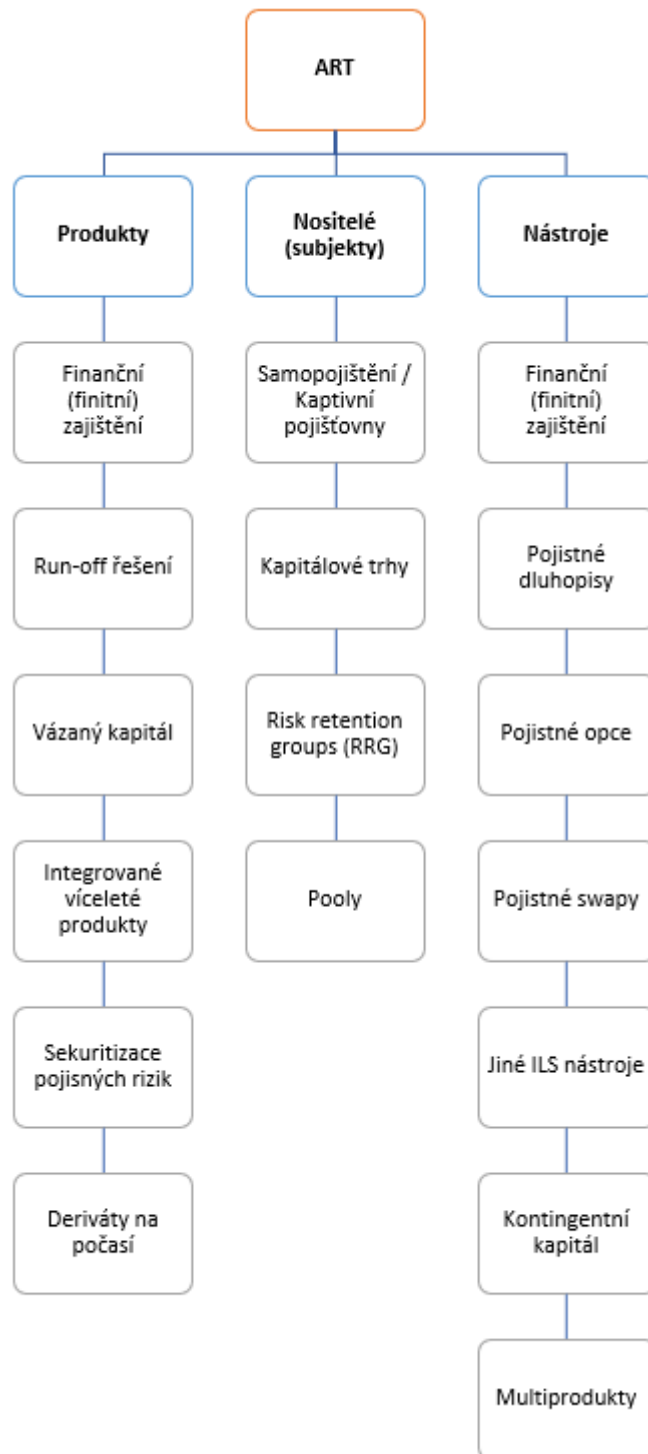 ART
Produkty
Nositelé
(subjekty)
Nástroje
Finanční
(finitní)
zajištění
Samopojištění /
Kaptivní
pojišťovny
Finanční
(finitní)
zajištění
Run-off řešení
Kapitálové trhy
Pojistné
dluhopisy
Vázaný kapitál
Risk retention
groups (RRG)
Pojistné opce
Integrované
víceleté
produkty
Pooly
Pojistné swapy
Sekuritizace
pojisných rizik
Jiné ILS nástroje
Deriváty na
počasí
Kontingentní
kapitál
Multiprodukty